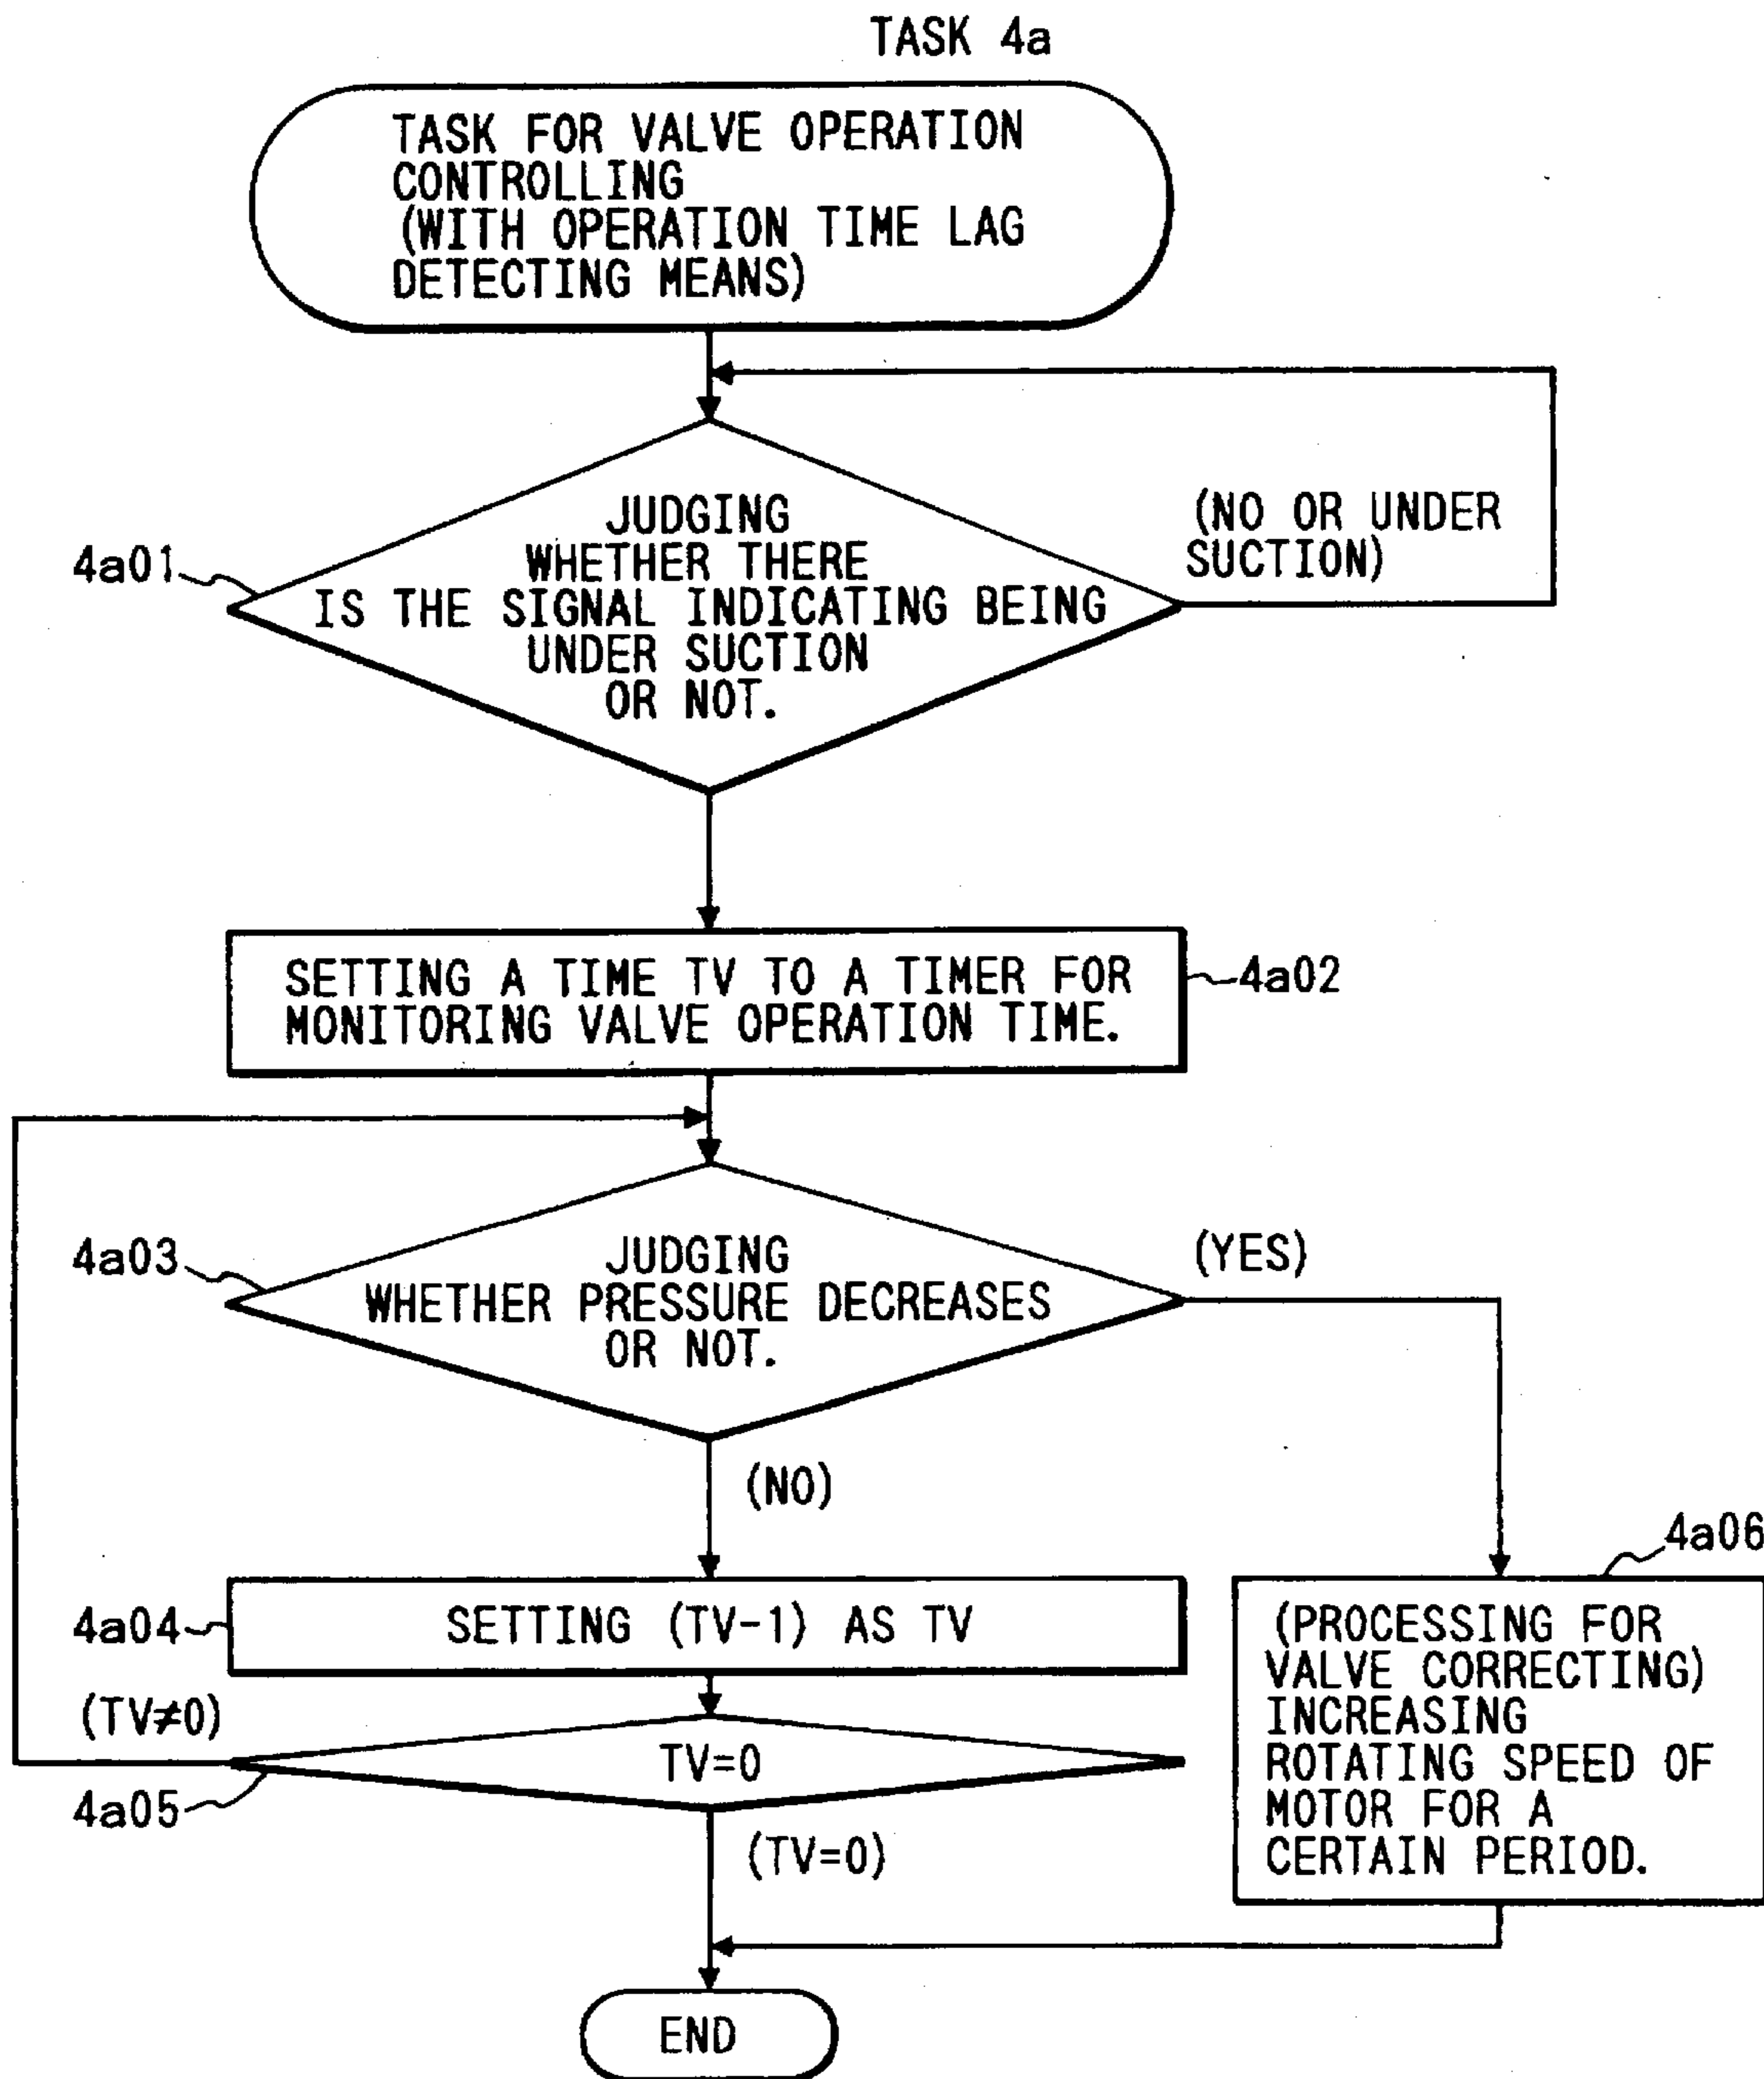 TASK 4a
TASK FOR VALVE OPERATION
CONTROLLING
(WITH OPERATION TIME LAG
DETECTING MEANS)
JUDGING
WHETHER THERE
IS THE SIGNAL INDICATING BEING
UNDER SUCTION
OR NOT.
4a01
(NO OR UNDER
SUCTION)
SETTING A TIME TV TO A TIMER FOR
MONITORING VALVE OPERATION TIME.
4a02
4a03
JUDGING
WHETHER PRESSURE DECREASES
OR NOT.
(YES)
(NO)
4a04
SETTING (TV-1) AS TV
(TV≠0)
TV=0
4a05
(TV=0)
4a06
(PROCESSING FOR
VALVE CORRECTING)
INCREASING
ROTATING SPEED OF
MOTOR FOR A
CERTAIN PERIOD.
END